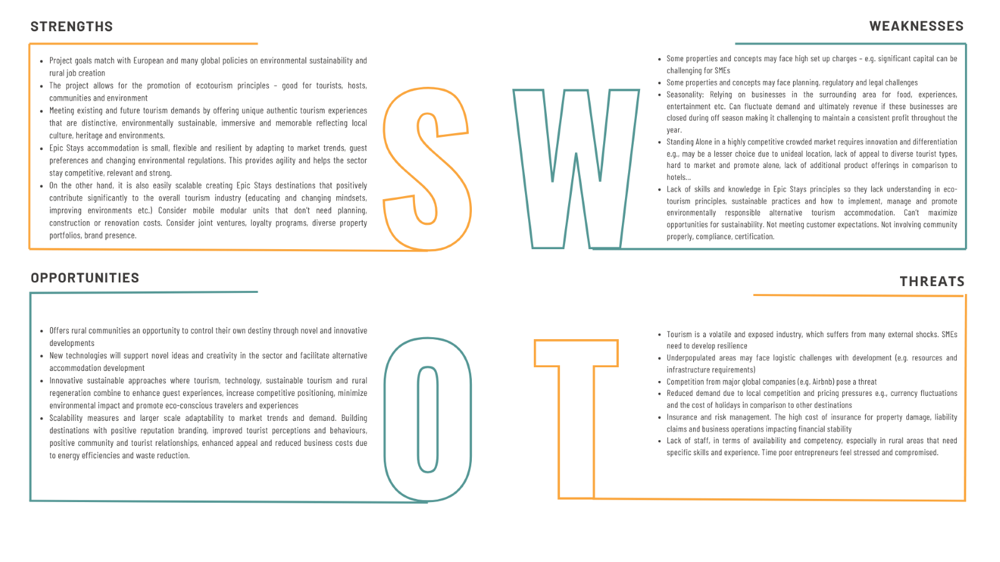 STRENGTHS
• Project goals match with European and many global policies on environmental sustainability and
rural job creation
• The project allows for the promotion of ecotourism principles – good for tourists, hosts,
communities and environment
• Meeting existing and future tourism demands by offering unique authentic tourism experiences
that are distinctive, environmentally sustainable, immersive and memorable reflecting local
culture, heritage and environments.
• Epic Stays accommodation is small, flexible and resilient by adapting to market trends, guest
preferences and changing environmental regulations. This provides agility and helps the sector
stay competitive, relevant and strong.
• On the other hand, it is also easily scalable creating Epic Stays destinations that positively
contribute significantly to the overall tourism industry (educating and changing mindsets,
improving environments etc.) Consider mobile modular units that don't need planning,
construction or renovation costs. Consider joint ventures, loyalty programs, diverse property
portfolios, brand presence.
S
WEAKNESSES
W
• Some properties and concepts may face high set up charges – e.g. significant capital can be
challenging for SMEs
• Some properties and concepts may face planning, regulatory and legal challenges
• Seasonality: Relying on businesses in the surrounding area for food, experiences,
entertainment etc. Can fluctuate demand and ultimately revenue if these businesses are
closed during off season making it challenging to maintain a consistent profit throughout the
year.
• Standing Alone in a highly competitive crowded market requires innovation and differentiation
e.g., may be a lesser choice due to unideal location, lack of appeal to diverse tourist types,
hard to market and promote alone, lack of additional product offerings in comparison to
hotels...
• Lack of skills and knowledge in Epic Stays principles so they lack understanding in eco-
tourism principles, sustainable practices and how to implement, manage and promote
environmentally responsible alternative tourism accommodation. Can't maximize
opportunities for sustainability. Not meeting customer expectations. Not involving community
properly, compliance, certification.
OPPORTUNITIES
• Offers rural communities an opportunity to control their own destiny through novel and innovative
developments
• New technologies will support novel ideas and creativity in the sector and facilitate alternative
accommodation development
• Innovative sustainable approaches where tourism, technology, sustainable tourism and rural
regeneration combine to enhance guest experiences, increase competitive positioning, minimize
environmental impact and promote eco-conscious travelers and experiences
• Scalability measures and larger scale adaptability to market trends and demand. Building
destinations with positive reputation branding, improved tourist perceptions and behaviours,
positive community and tourist relationships, enhanced appeal and reduced business costs due
to energy efficiencies and waste reduction.
O
THREATS
T
• Tourism is a volatile and exposed industry, which suffers from many external shocks. SMEs
need to develop resilience
• Underpopulated areas may face logistic challenges with development (e.g. resources and
infrastructure requirements)
• Competition from major global companies (e.g. Airbnb) pose a threat
• Reduced demand due to local competition and pricing pressures e.g., currency fluctuations
and the cost of holidays in comparison to other destinations
• Insurance and risk management. The high cost of insurance for property damage, liability
claims and business operations impacting financial stability
• Lack of staff, in terms of availability and competency, especially in rural areas that need
specific skills and experience. Time poor entrepreneurs feel stressed and compromised.